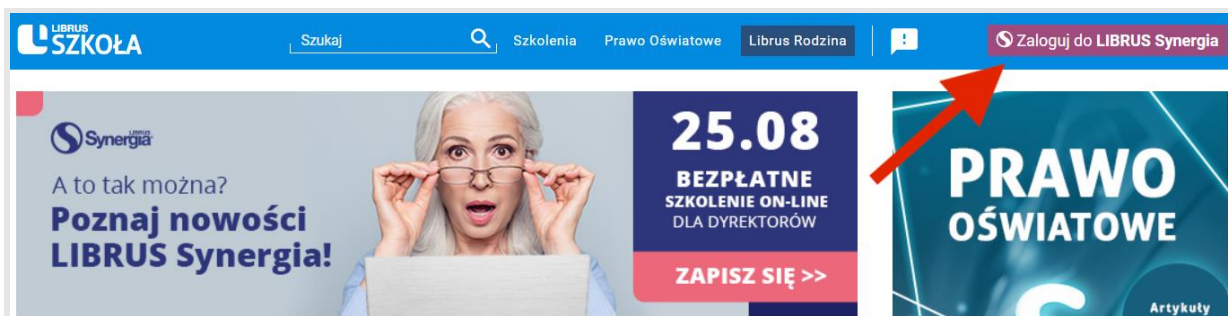 LIBRUS
SZKOŁA
Szukaj
Szkolenia
Prawo Oświatowe
Librus Rodzina
Zaloguj do LIBRUS Synergia
LIBRUS
Synergia
A to tak można?
Poznaj nowości
LIBRUS Synergia!
25.08
BEZPŁATNE
SZKOLENIE ON-LINE
DLA DYREKTORÓW
ZAPISZ SIĘ >>
PRAWO
OŚWIATOWE
S
Artykuły